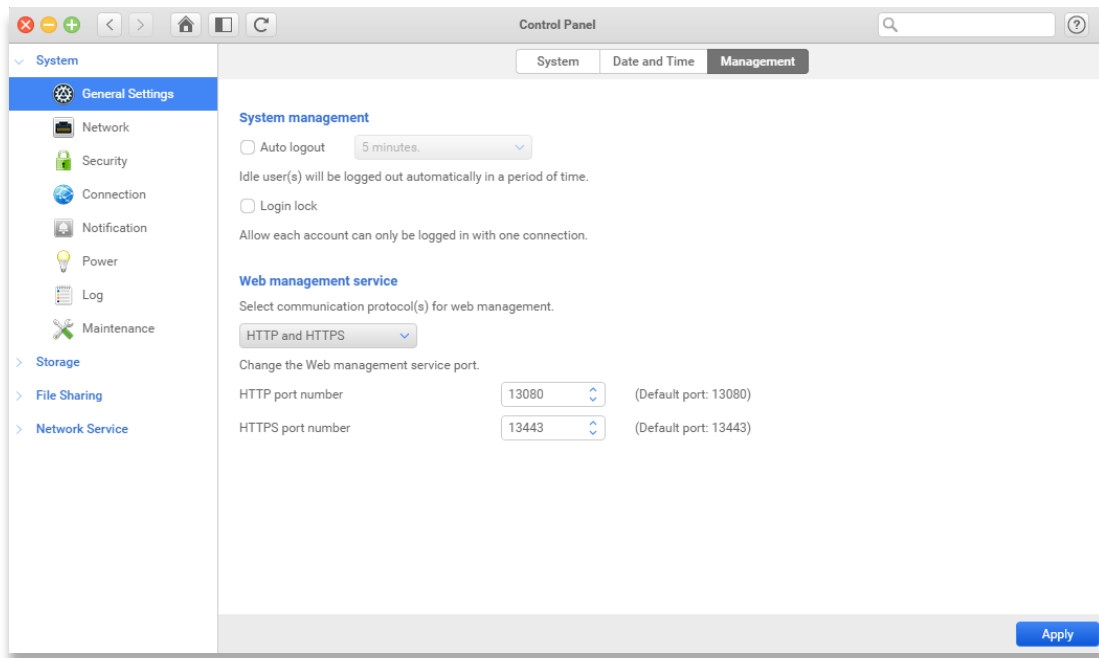 Control Panel
System
General Settings
Network
Security
Connection
Notification
Power
Log
Maintenance
Storage
File Sharing
Network Service
System Date and Time Management
System management
Auto logout 5 minutes.
Idle user(s) will be logged out automatically in a period of time.
Login lock
Allow each account can only be logged in with one connection.
Web management service
Select communication protocol(s) for web management.
HTTP and HTTPS
Change the Web management service port.
HTTP port number 13080 (Default port: 13080)
HTTPS port number 13443 (Default port: 13443)
Apply